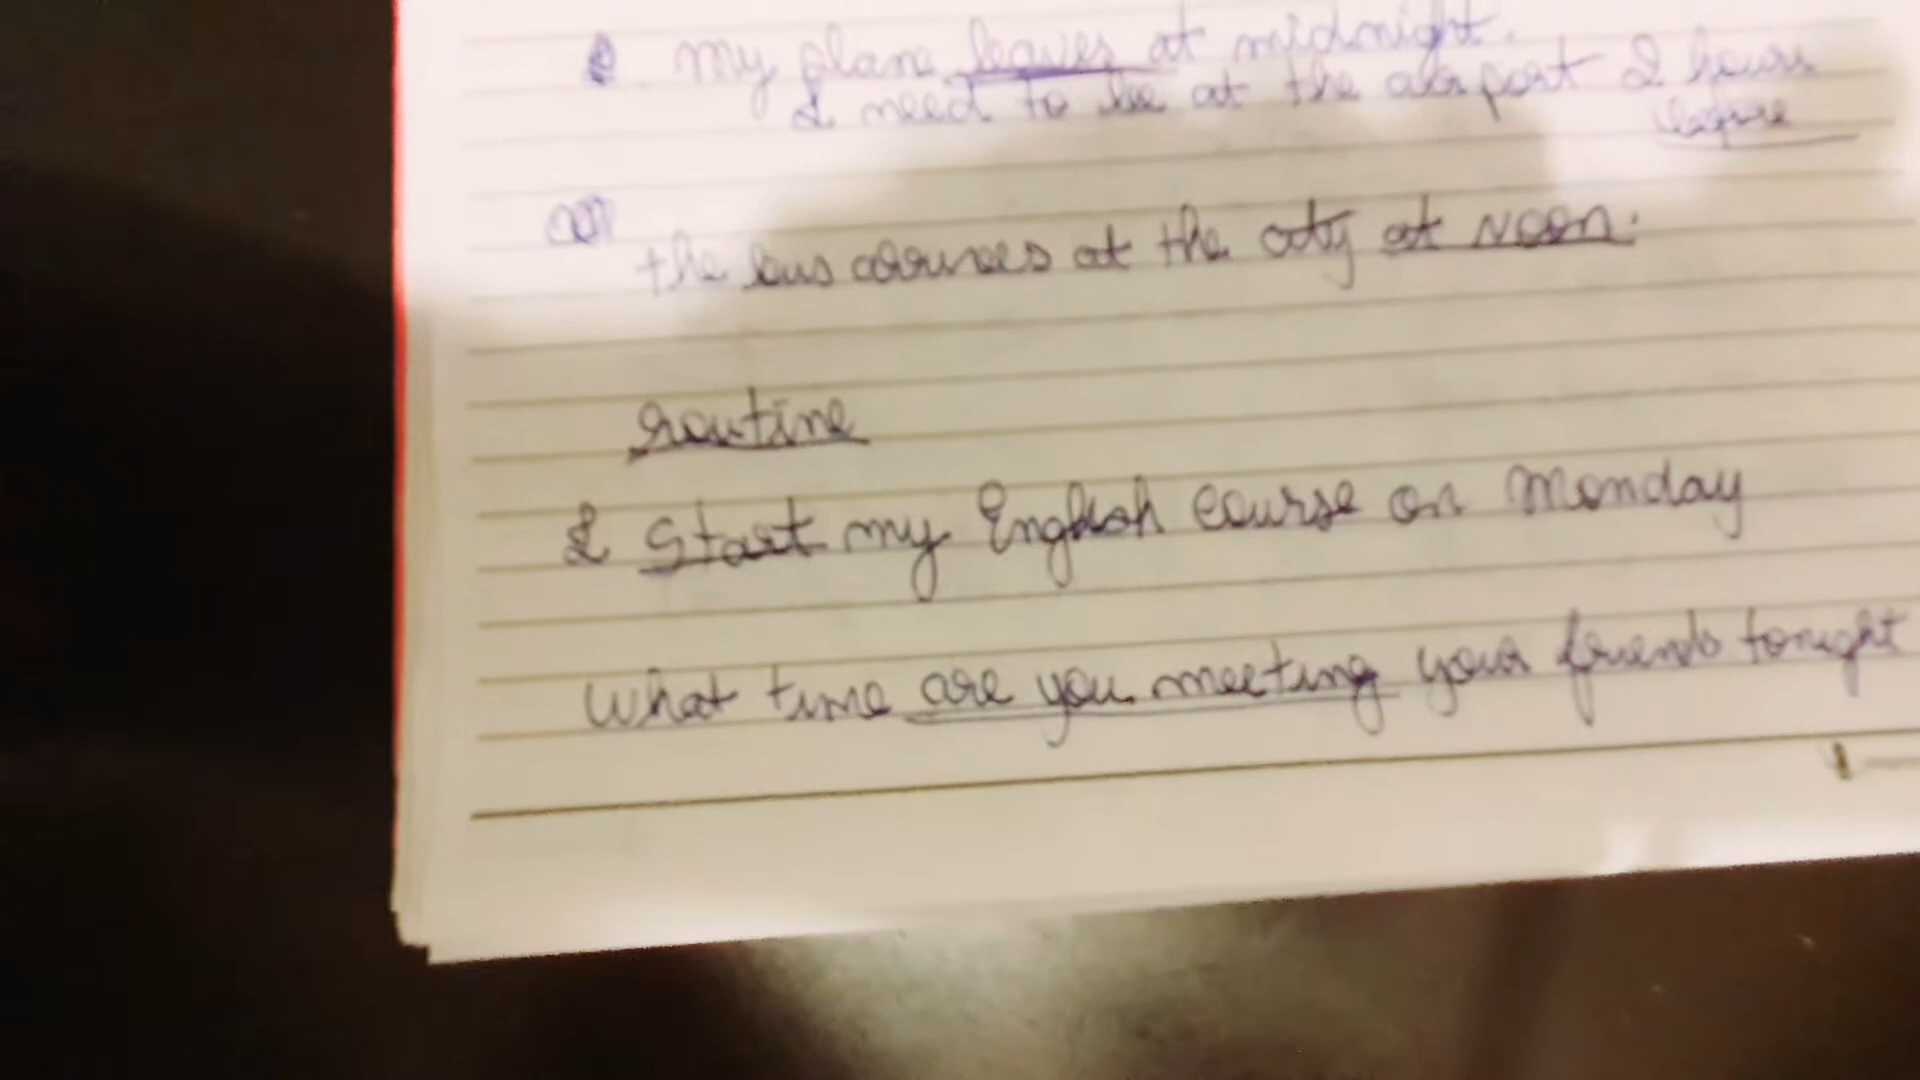 my plane leaves at midnight.
I need to be at the airport 2 hours
before
the bus arrives at the city at Noon.
routine
I Start my English course on Monday
What time are you meeting your friends tonight